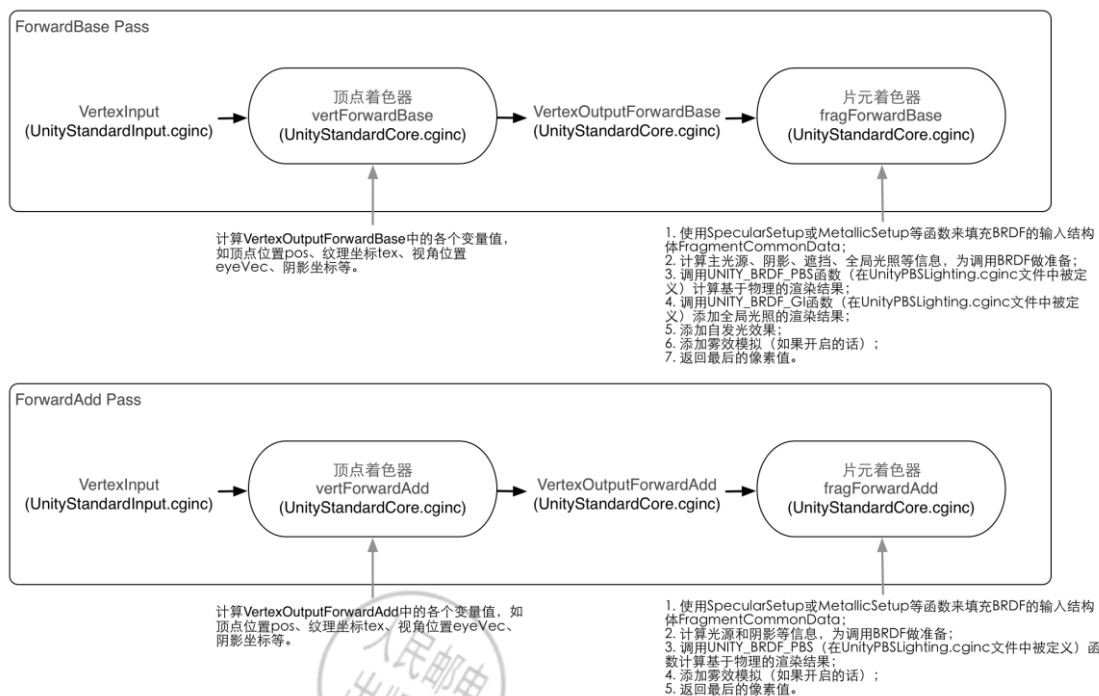 ForwardBase Pass
VertexInput
(UnityStandardInput.cginc)
顶点着色器
vertForwardBase
(UnityStandardCore.cginc)
VertexOutputForwardBase
(UnityStandardCore.cginc)
片元着色器
fragForwardBase
(UnityStandardCore.cginc)
计算VertexOutputForwardBase中的各个变量值，
如顶点位置pos、纹理坐标tex、视角位置
eyeVec、阴影坐标等。
1. 使用SpecularSetup或MetallicSetup等函数来填充BRDF的输入结构
体FragmentCommonData；
2. 计算主光源、阴影、遮挡、全局光照等信息，为调用BRDF做准备；
3. 调用UNITY_BRDF_PBS函数（在UnityPBSLighting.cginc文件中被定
义）计算基于物理的渲染结果；
4. 调用UNITY_BRDF_GI函数（在UnityPBSLighting.cginc文件中被定
义）添加全局光照的渲染结果；
5. 添加自发光效果；
6. 添加雾效模拟（如果开启的话）；
7. 返回最后的像素值。
ForwardAdd Pass
VertexInput
(UnityStandardInput.cginc)
顶点着色器
vertForwardAdd
(UnityStandardCore.cginc)
VertexOutputForwardAdd
(UnityStandardCore.cginc)
片元着色器
fragForwardAdd
(UnityStandardCore.cginc)
计算VertexOutputForwardAdd中的各个变量值，如
顶点位置pos、纹理坐标tex、视角位置eyeVec、
阴影坐标等。
1. 使用SpecularSetup或MetallicSetup等函数来填充BRDF的输入结构
体FragmentCommonData；
2. 计算光源和阴影等信息，为调用BRDF做准备；
3. 调用UNITY_BRDF_PBS（在UnityPBSLighting.cginc文件中被定义）函
数计算基于物理的渲染结果；
4. 添加雾效模拟（如果开启的话）；
5. 返回最后的像素值。
人民邮电